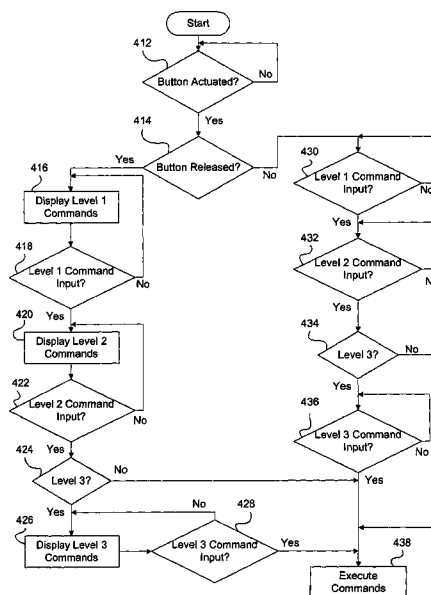 Start
412
Button Actuated?
No
Yes
414
Button Released?
Yes
No
416
Display Level 1
Commands
418
Level 1 Command
Input?
No
Yes
420
Display Level 2
Commands
422
Level 2 Command
Input?
No
Yes
424
Level 3?
No
Yes
426
Display Level 3
Commands
No
428
Level 3 Command
Input?
Yes
430
Level 1 Command
Input?
No
Yes
432
Level 2 Command
Input?
No
Yes
434
Level 3?
No
Yes
436
Level 3 Command
Input?
No
Yes
438
Execute
Commands